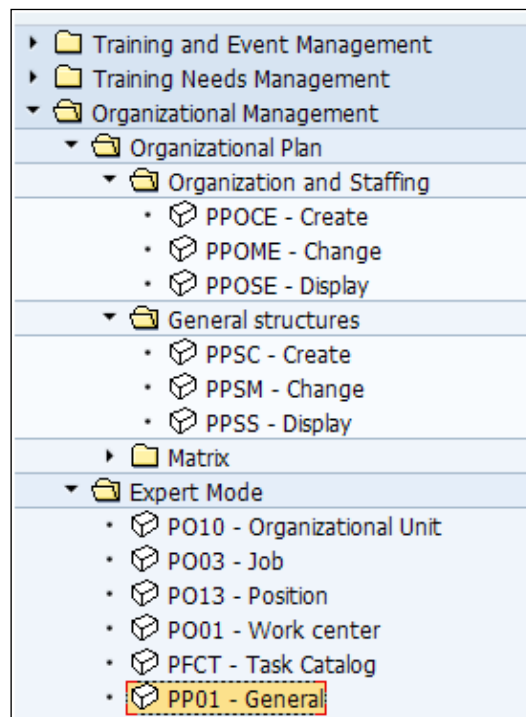 Training and Event Management
Training Needs Management
Organizational Management
Organizational Plan
Organization and Staffing
PPOCE - Create
PPOME - Change
PPOSE - Display
General structures
PPSC - Create
PPSM - Change
PPSS - Display
Matrix
Expert Mode
PO10 - Organizational Unit
PO03 - Job
PO13 - Position
PO01 - Work center
PFCT - Task Catalog
PP01 - General